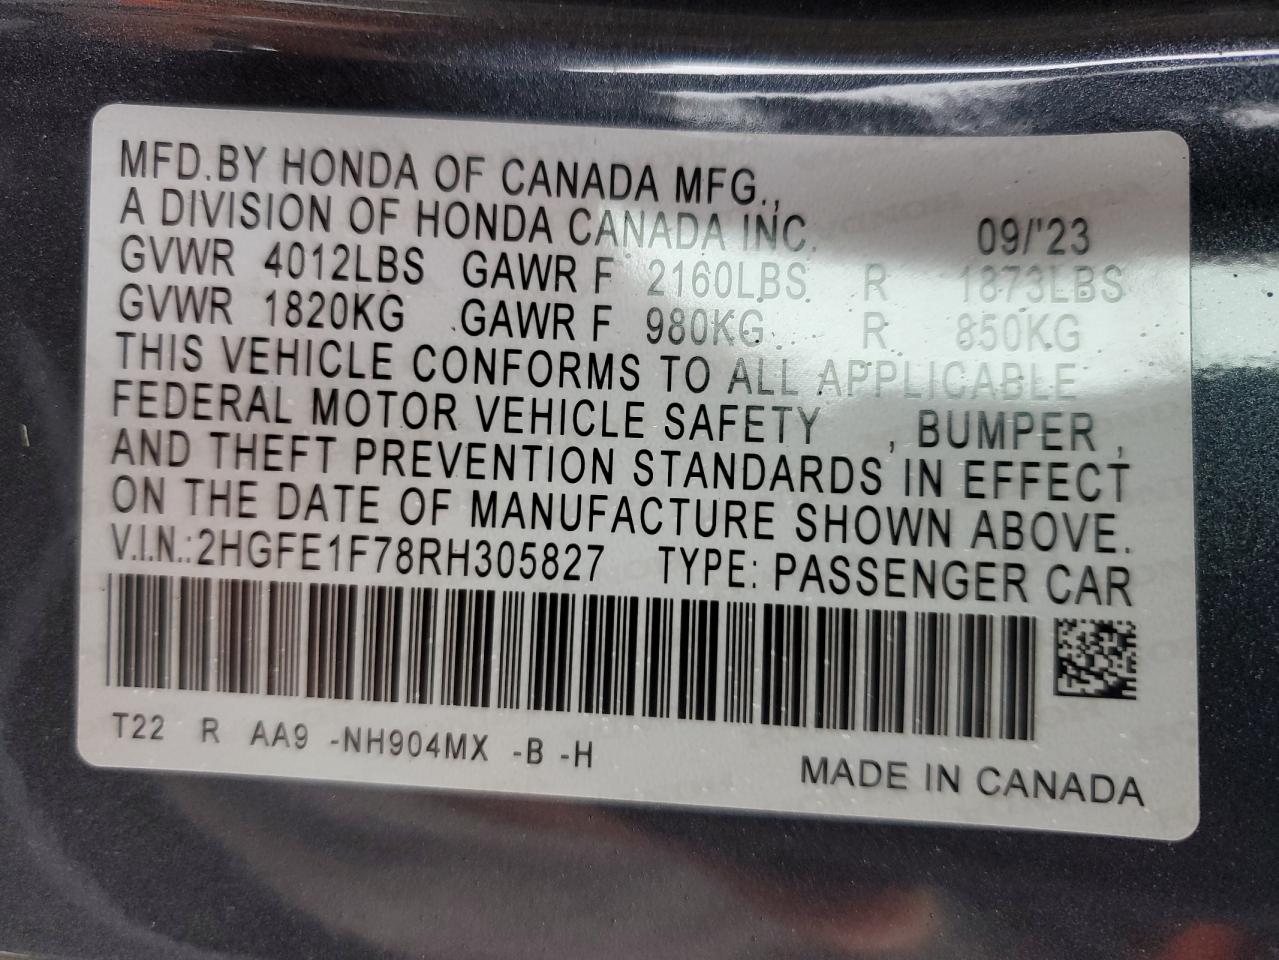 MFD.BY HONDA OF CANADA MFG.,
A DIVISION OF HONDA CANADA INC. 09/'23
GVWR 4012LBS GAWR F 2160LBS R 1873LBS
GVWR 1820KG GAWR F 980KG R 850KG
THIS VEHICLE CONFORMS TO ALL APPLICABLE
FEDERAL MOTOR VEHICLE SAFETY , BUMPER ,
AND THEFT PREVENTION STANDARDS IN EFFECT
ON THE DATE OF MANUFACTURE SHOWN ABOVE.
V.I.N.:2HGFE1F78RH305827 TYPE: PASSENGER CAR
T22 R AA9 -NH904MX -B -H
MADE IN CANADA